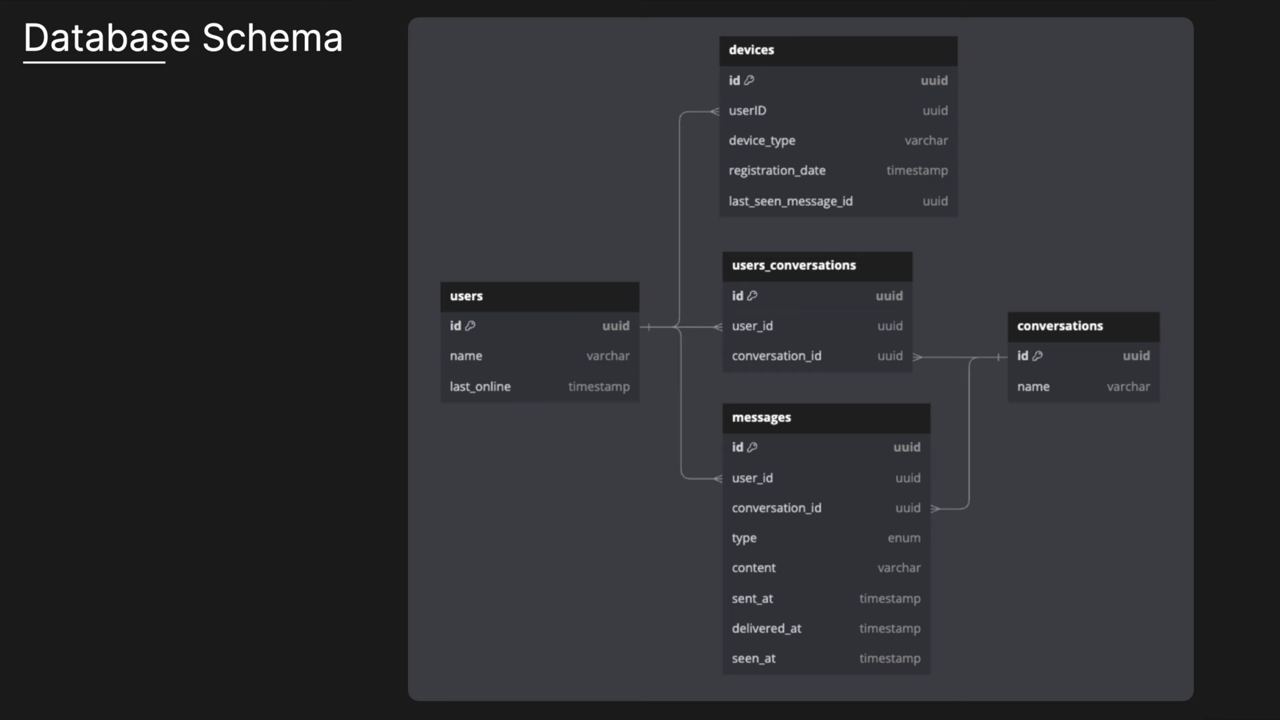 Database Schema
devices
id uuid
userID uuid
device_type varchar
registration_date timestamp
last_seen_message_id uuid
users
id uuid
name varchar
last_online timestamp
users_conversations
id uuid
user_id uuid
conversation_id uuid
conversations
id uuid
name varchar
messages
id uuid
user_id uuid
conversation_id uuid
type enum
content varchar
sent_at timestamp
delivered_at timestamp
seen_at timestamp